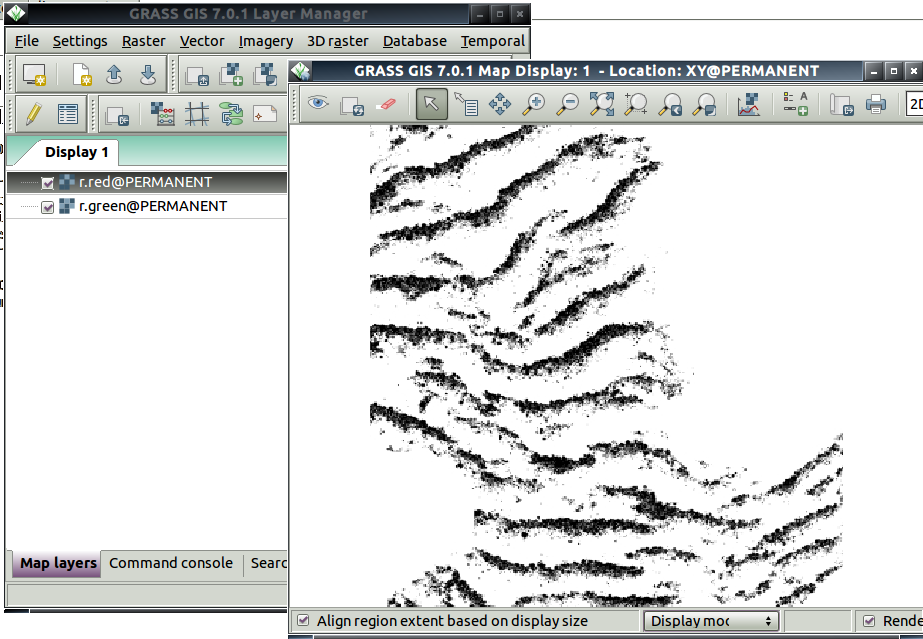 GRASS GIS 7.0.1 Layer Manager
File Settings Raster Vector Imagery 3D raster Database Temporal
GRASS GIS 7.0.1 Map Display: 1 - Location: XY@PERMANENT
2D
Display 1
r.red@PERMANENT
r.green@PERMANENT
Map layers Command console Searc
Align region extent based on display size Display moc Rende